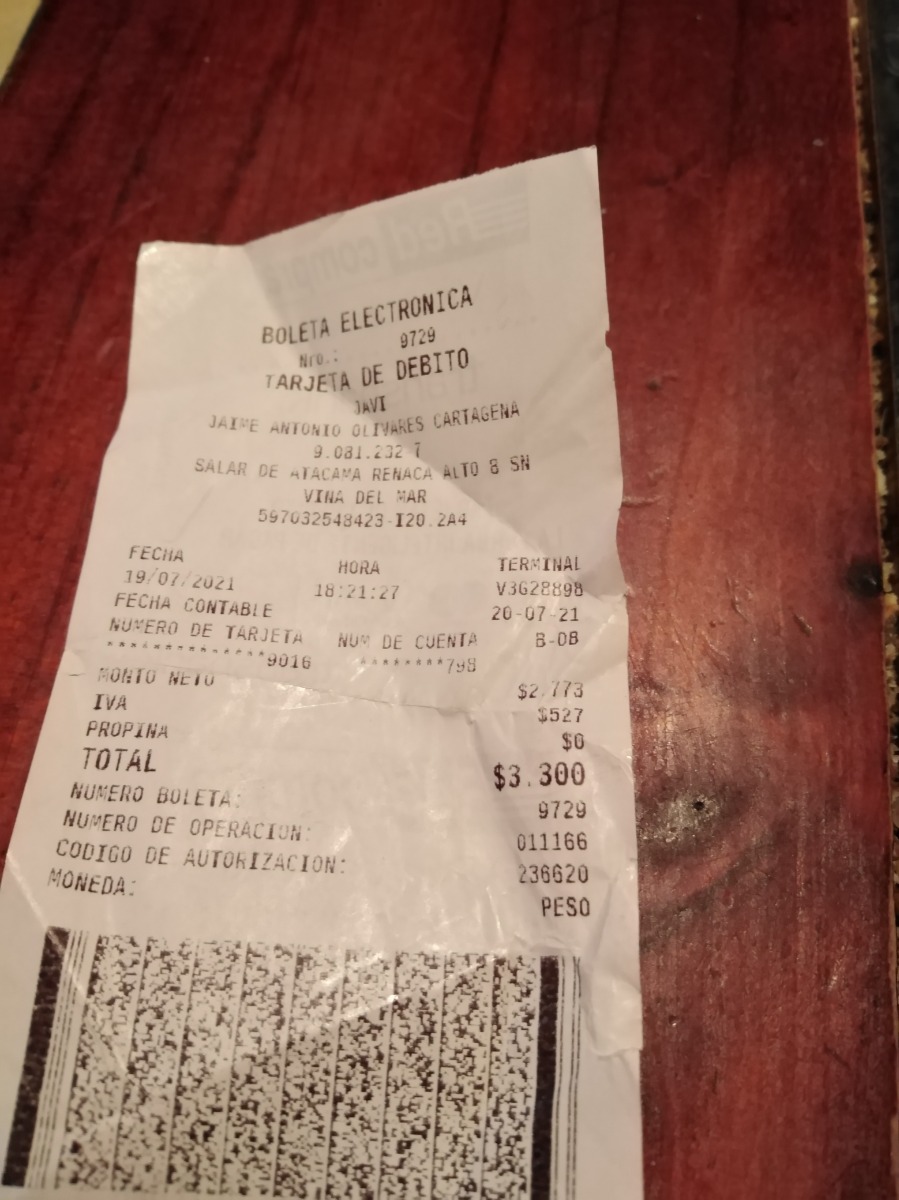 BOLETA ELECTRONICA
Nro.: 9729
TARJETA DE DEBITO
JAVI
JAIME ANTONIO OLIVARES CARTAGENA
9.081.232 7
SALAR DE ATACAMA RENACA ALTO 8 SN
VINA DEL MAR
597032548423-I20.2A4
FECHA HORA TERMINAL
19/07/2021 18:21:27 V3G28898
FECHA CONTABLE 20-07-21
NUMERO DE TARJETA NUM DE CUENTA B-08
**************9016 ********798
MONTO NETO $2.773
IVA $527
PROPINA $0
TOTAL $3.300
NUMERO BOLETA: 9729
NUMERO DE OPERACION: 011166
CODIGO DE AUTORIZACION: 236620
MONEDA: PESO